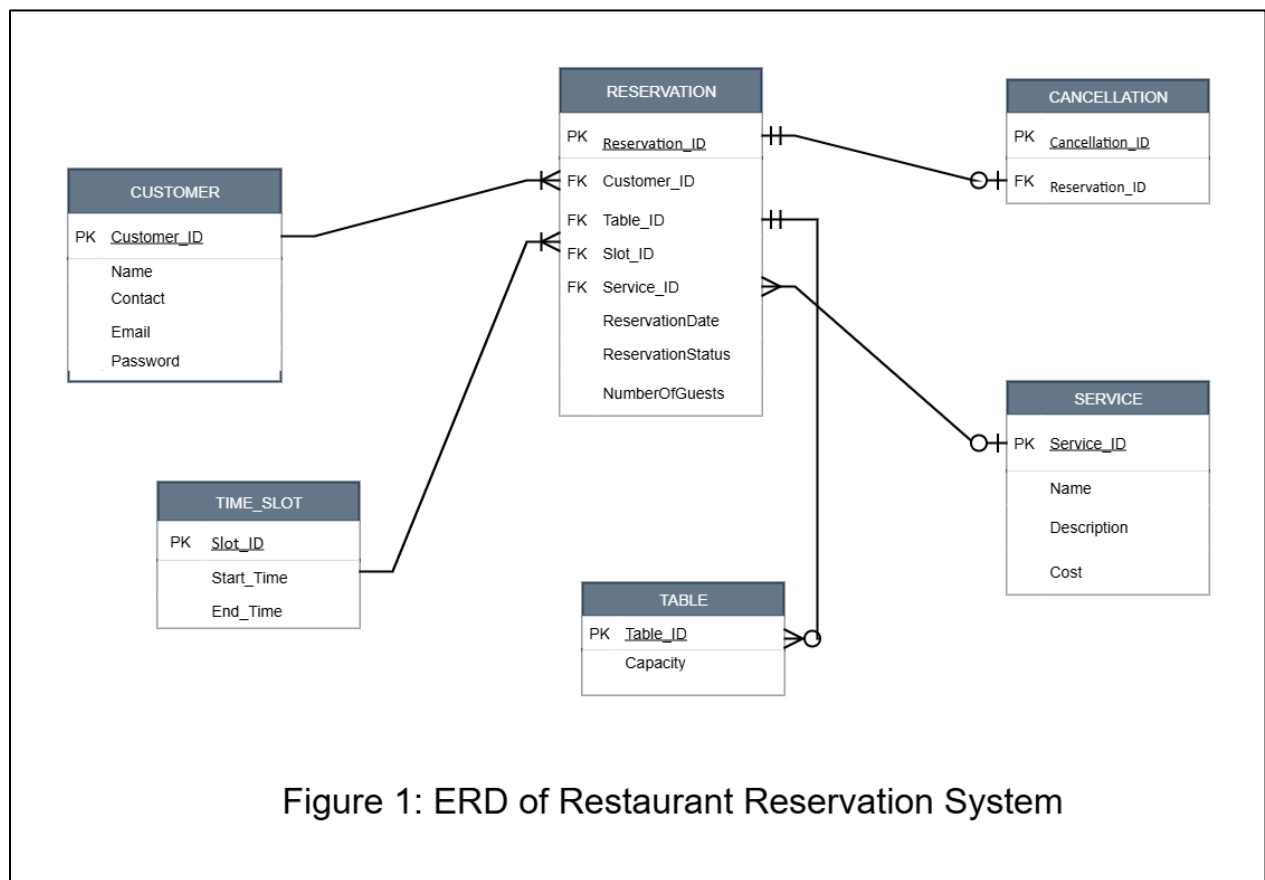 RESERVATION
PK Reservation_ID
FK Customer_ID
FK Table_ID
FK Slot_ID
FK Service_ID
ReservationDate
ReservationStatus
NumberOfGuests
CANCELLATION
PK Cancellation_ID
FK Reservation_ID
CUSTOMER
PK Customer_ID
Name
Contact
Email
Password
SERVICE
PK Service_ID
Name
Description
Cost
TIME_SLOT
PK Slot_ID
Start_Time
End_Time
TABLE
PK Table_ID
Capacity
Figure 1: ERD of Restaurant Reservation System